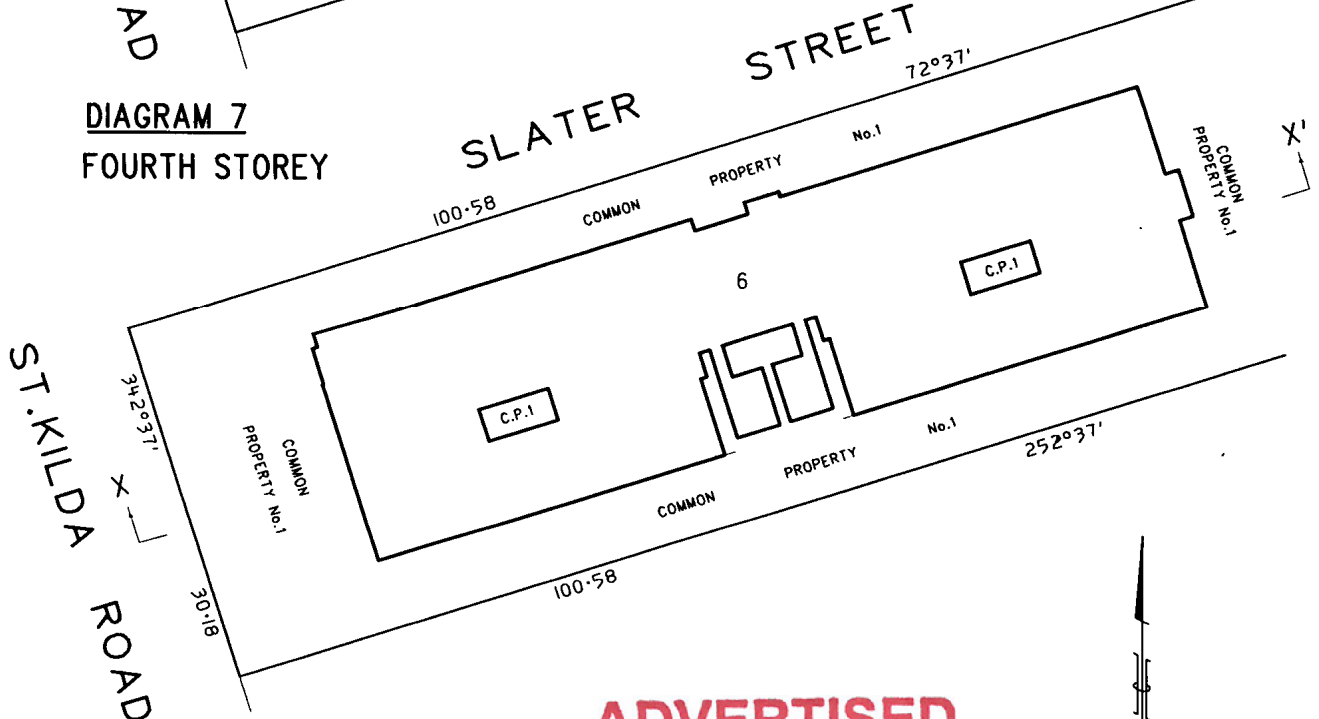 AD
DIAGRAM 7
FOURTH STOREY
SLATER STREET
72°37'
100·58
COMMON PROPERTY No.1
X'
COMMON
PROPERTY No.1
6
C.P.1
C.P.1
ST.KILDA ROAD
342°37'
X
30·18
COMMON
PROPERTY No.1
COMMON PROPERTY No.1
252°37'
100·58
ADVERTISED